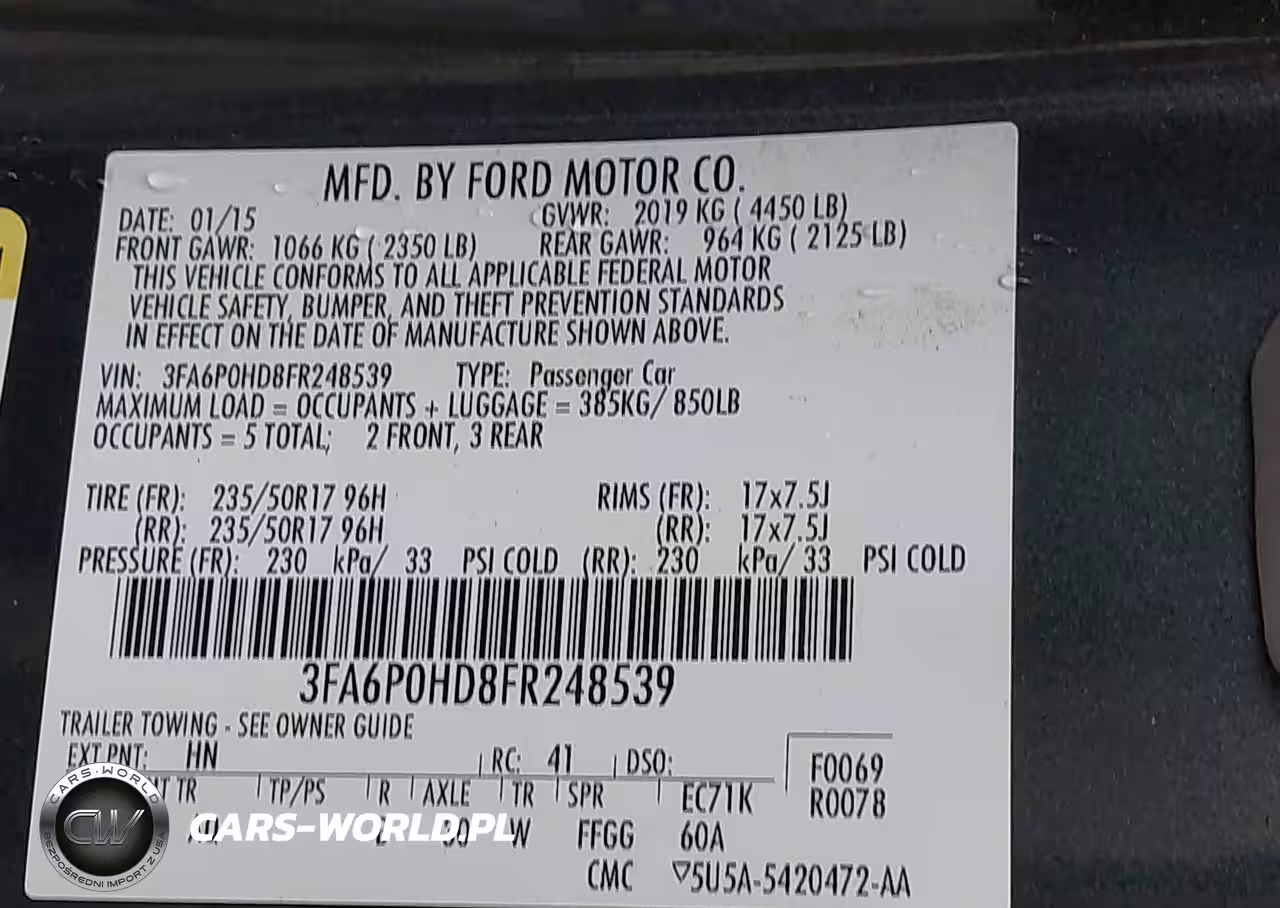 MFD. BY FORD MOTOR CO.
DATE: 01/15 GVWR: 2019 KG ( 4450 LB)
FRONT GAWR: 1066 KG ( 2350 LB) REAR GAWR: 964 KG ( 2125 LB)
THIS VEHICLE CONFORMS TO ALL APPLICABLE FEDERAL MOTOR
VEHICLE SAFETY, BUMPER, AND THEFT PREVENTION STANDARDS
IN EFFECT ON THE DATE OF MANUFACTURE SHOWN ABOVE.
VIN: 3FA6P0HD8FR248539 TYPE: Passenger Car
MAXIMUM LOAD = OCCUPANTS + LUGGAGE = 385KG/ 850LB
OCCUPANTS = 5 TOTAL; 2 FRONT, 3 REAR
TIRE (FR): 235/50R17 96H RIMS (FR): 17x7.5J
(RR): 235/50R17 96H (RR): 17x7.5J
PRESSURE (FR): 230 kPa/ 33 PSI COLD (RR): 230 kPa/ 33 PSI COLD
3FA6P0HD8FR248539
TRAILER TOWING - SEE OWNER GUIDE
EXT PNT: HN RC: 41 DSO: F0069
TR TP/PS R AXLE TR SPR EC71K R0078
W FFGG 60A
CMC ▽5U5A-5420472-AA
CARS-WORLD
CW
BEZPOŚREDNI IMPORT Z USA
CARS-WORLD.PL